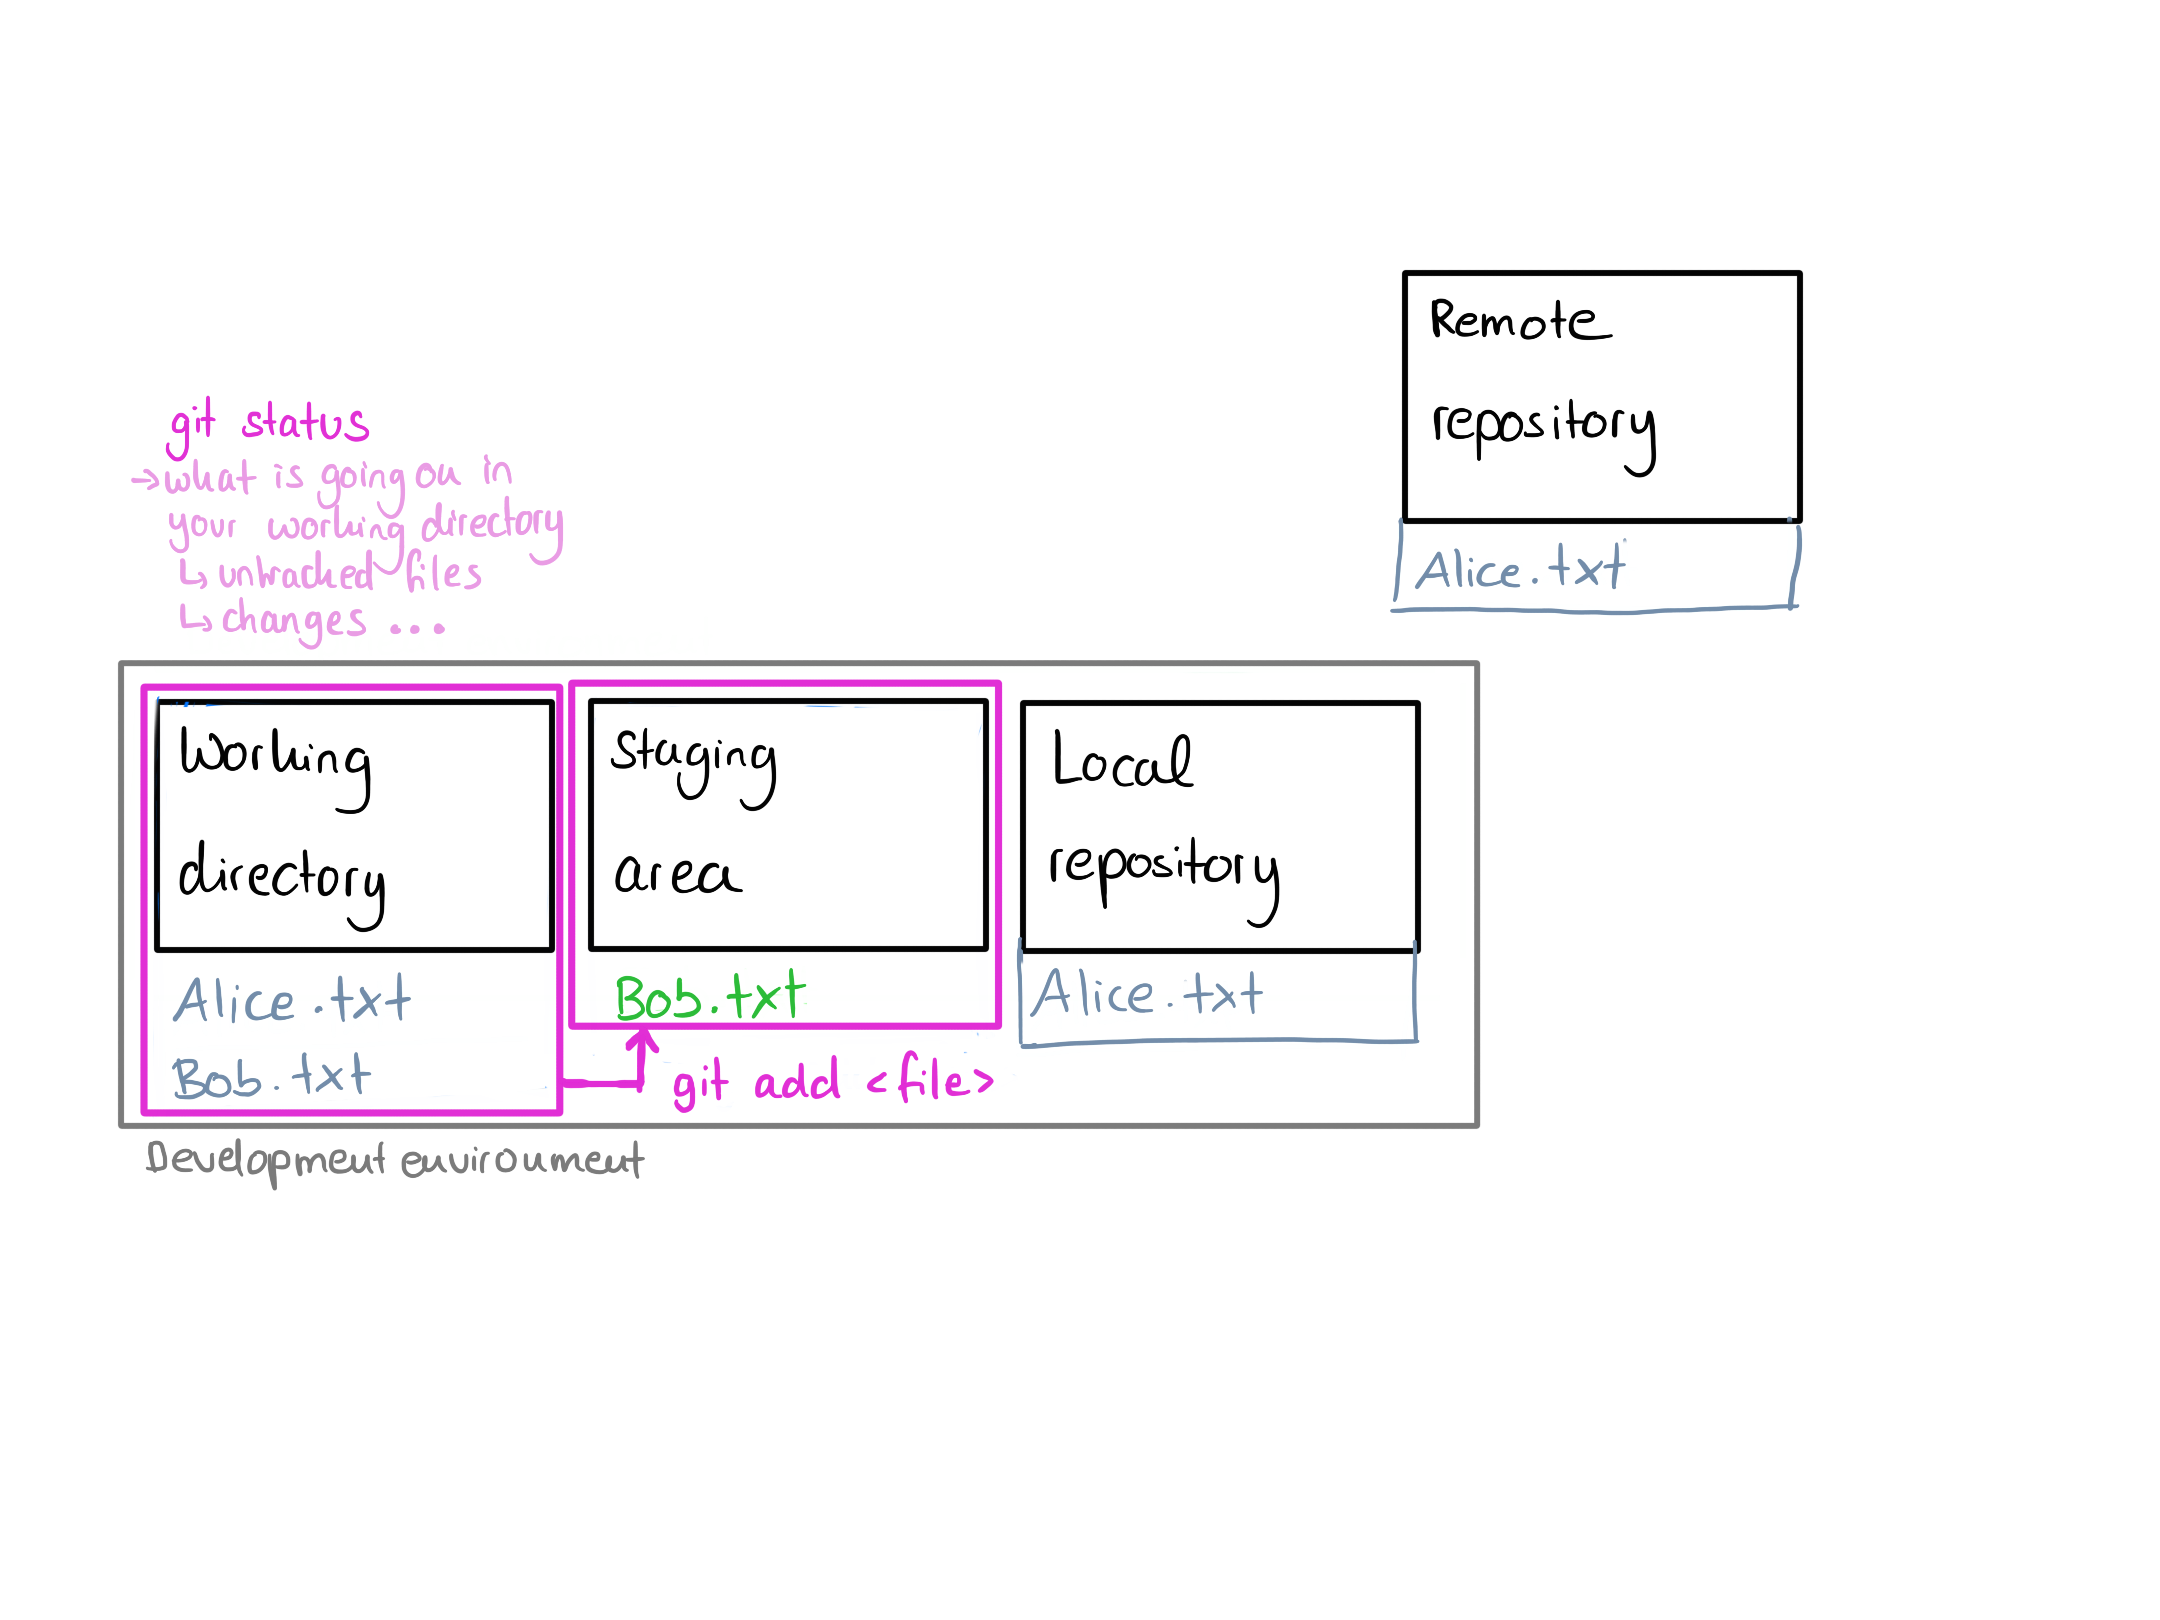 Remote
repository
Alice.txt
git status
→ what is going on in
your working directory
↳ untracked files
↳ changes ...
Working
directory
Alice.txt
Bob.txt
Staging
area
Bob.txt
git add <file>
Local
repository
Alice.txt
Development environment